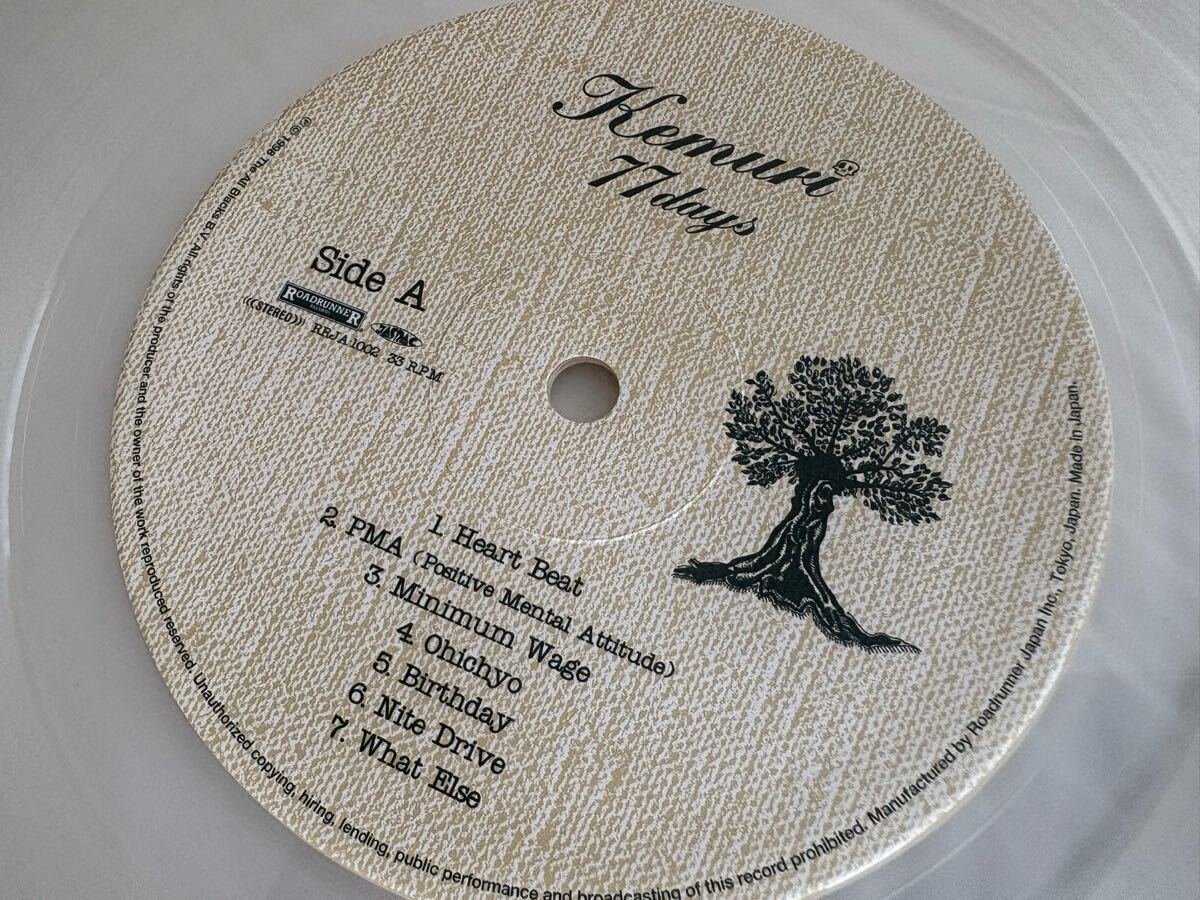 Kemuri
77days
Side A
ROADRUNNER
(((STEREO))) RRJA1002 33 RPM
1. Heart Beat
2. PMA (Positive Mental Attitude)
3. Minimum Wage
4. Ohichyo
5. Birthday
6. Nite Drive
7. What Else
℗© 1998 The All Blacks B.V. All rights of the producer and the owner of the work reproduced reserved Unauthorized copying, hiring, lending, public performance and broadcasting of this record prohibited. Manufactured by Roadrunner Japan Inc., Tokyo, Japan. Made In Japan.